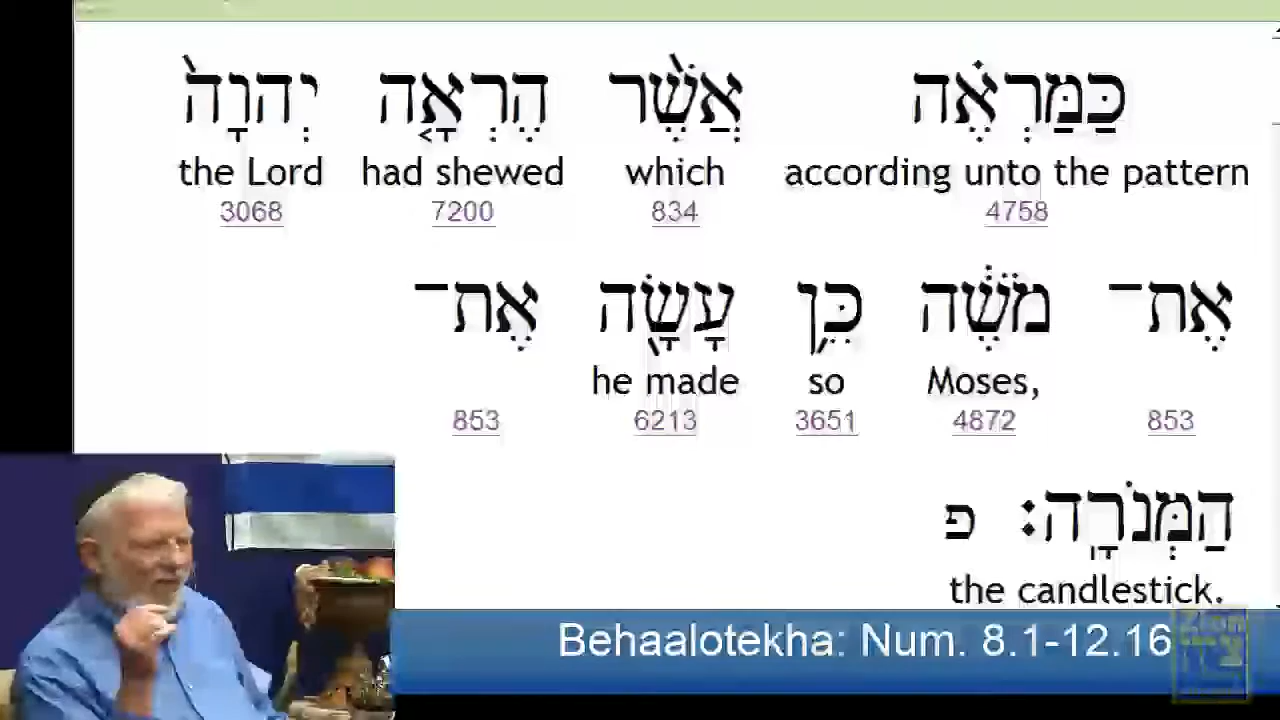 כַּמַּרְאֶ֗ה אֲשֶׁ֨ר הֶרְאָ֤ה יְהוָה֙
according unto the pattern which had shewed the Lord
4758 834 7200 3068
אֶת־ מֹשֶׁ֔ה כֵּ֥ן עָשָׂ֖ה אֶת־
Moses, so he made
853 4872 3651 6213 853
הַמְּנֹרָֽה׃ פ
the candlestick.
Behaalotekha: Num. 8.1-12.16
Zion